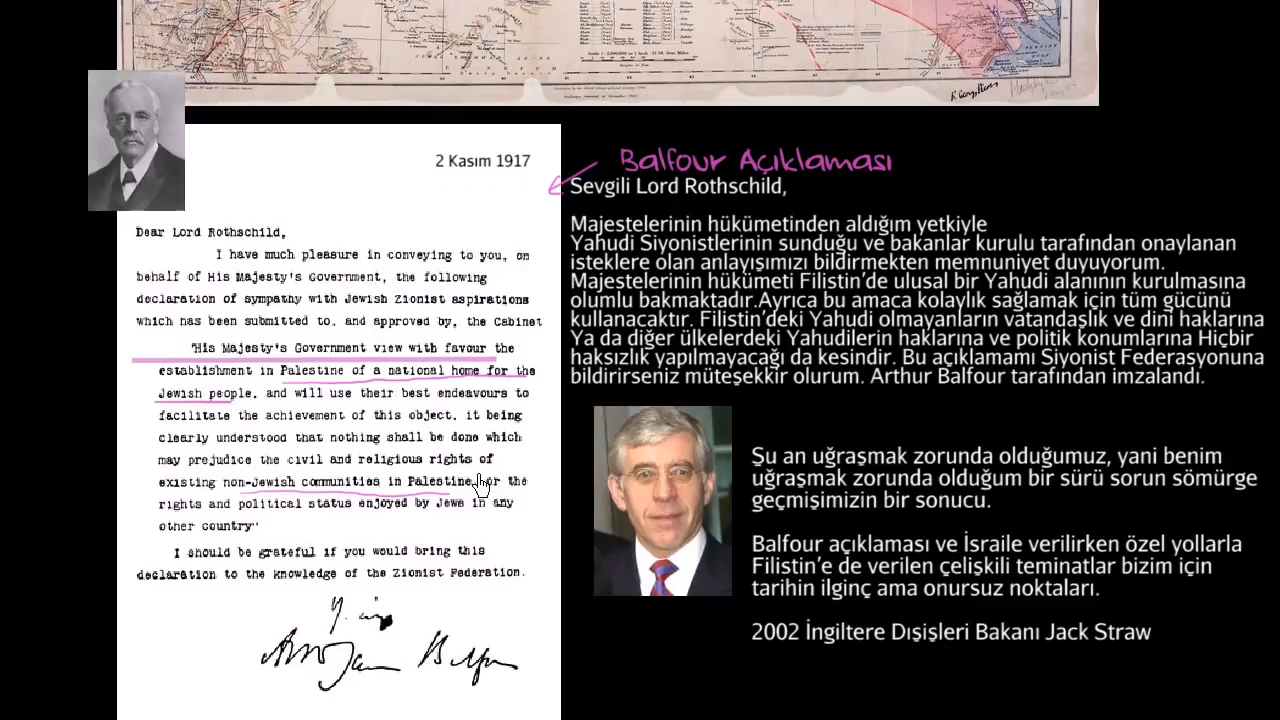 2 Kasım 1917
Dear Lord Rothschild,
I have much pleasure in conveying to you, on
behalf of His Majesty's Government, the following
declaration of sympathy with Jewish Zionist aspirations
which has been submitted to, and approved by, the Cabinet
"His Majesty's Government view with favour the
establishment in Palestine of a national home for the
Jewish people, and will use their best endeavours to
facilitate the achievement of this object, it being
clearly understood that nothing shall be done which
may prejudice the civil and religious rights of
existing non-Jewish communities in Palestine or the
rights and political status enjoyed by Jews in any
other country"
I should be grateful if you would bring this
declaration to the knowledge of the Zionist Federation.
Balfour Açıklaması
Sevgili Lord Rothschild,
Majestelerinin hükümetinden aldığım yetkiyle
Yahudi Siyonistlerinin sunduğu ve bakanlar kurulu tarafından onaylanan
isteklere olan anlayışımızı bildirmekten memnuniyet duyuyorum.
Majestelerinin hükümeti Filistin'de ulusal bir Yahudi alanının kurulmasına
olumlu bakmaktadır.Ayrıca bu amaca kolaylık sağlamak için tüm gücünü
kullanacaktır. Filistin'deki Yahudi olmayanların vatandaşlık ve dini haklarına
Ya da diğer ülkelerdeki Yahudilerin haklarına ve politik konumlarına Hiçbir
haksızlık yapılmayacağı da kesindir. Bu açıklamamı Siyonist Federasyonuna
bildirirseniz müteşekkir olurum. Arthur Balfour tarafından imzalandı.
Şu an uğraşmak zorunda olduğumuz, yani benim
uğraşmak zorunda olduğum bir sürü sorun sömürge
geçmişimizin bir sonucu.
Balfour açıklaması ve İsraile verilirken özel yollarla
Filistin'e de verilen çelişkili teminatlar bizim için
tarihin ilginç ama onursuz noktaları.
2002 İngiltere Dışişleri Bakanı Jack Straw